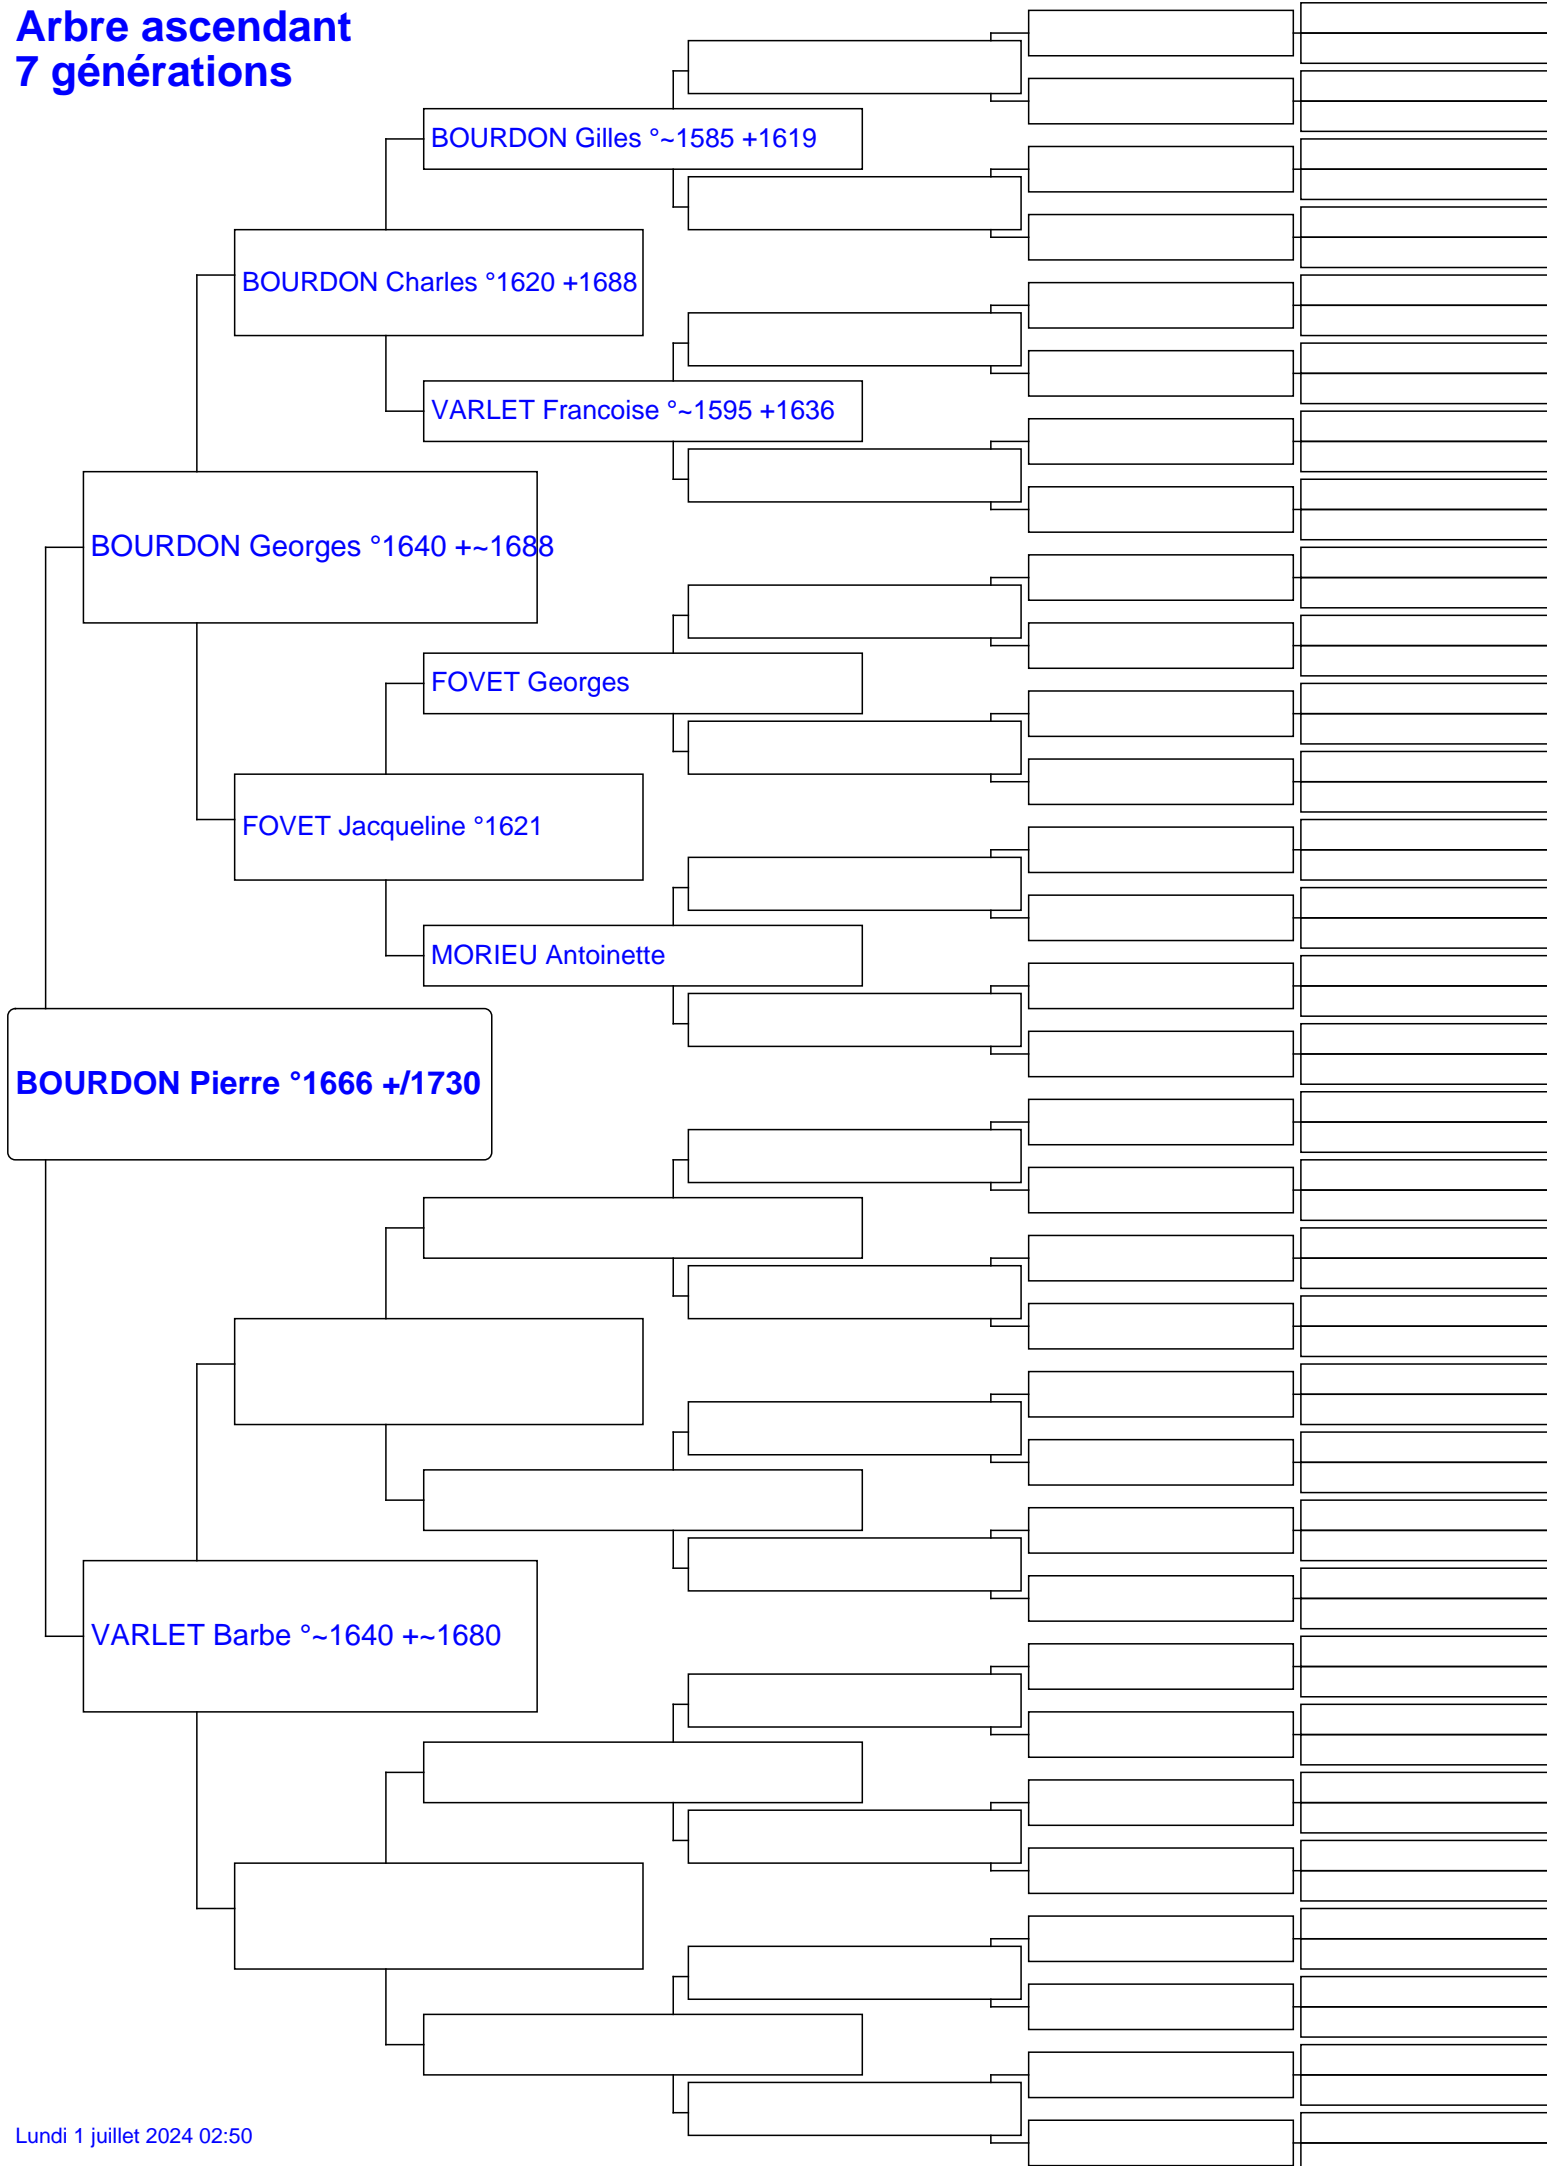 Arbre ascendant
7 générations
BOURDON Gilles °~1585 +1619
BOURDON Charles °1620 +1688
VARLET Francoise °~1595 +1636
BOURDON Georges °1640 +~1688
FOVET Georges
FOVET Jacqueline °1621
MORIEU Antoinette
BOURDON Pierre °1666 +/1730
VARLET Barbe °~1640 +~1680
Lundi 1 juillet 2024 02:50